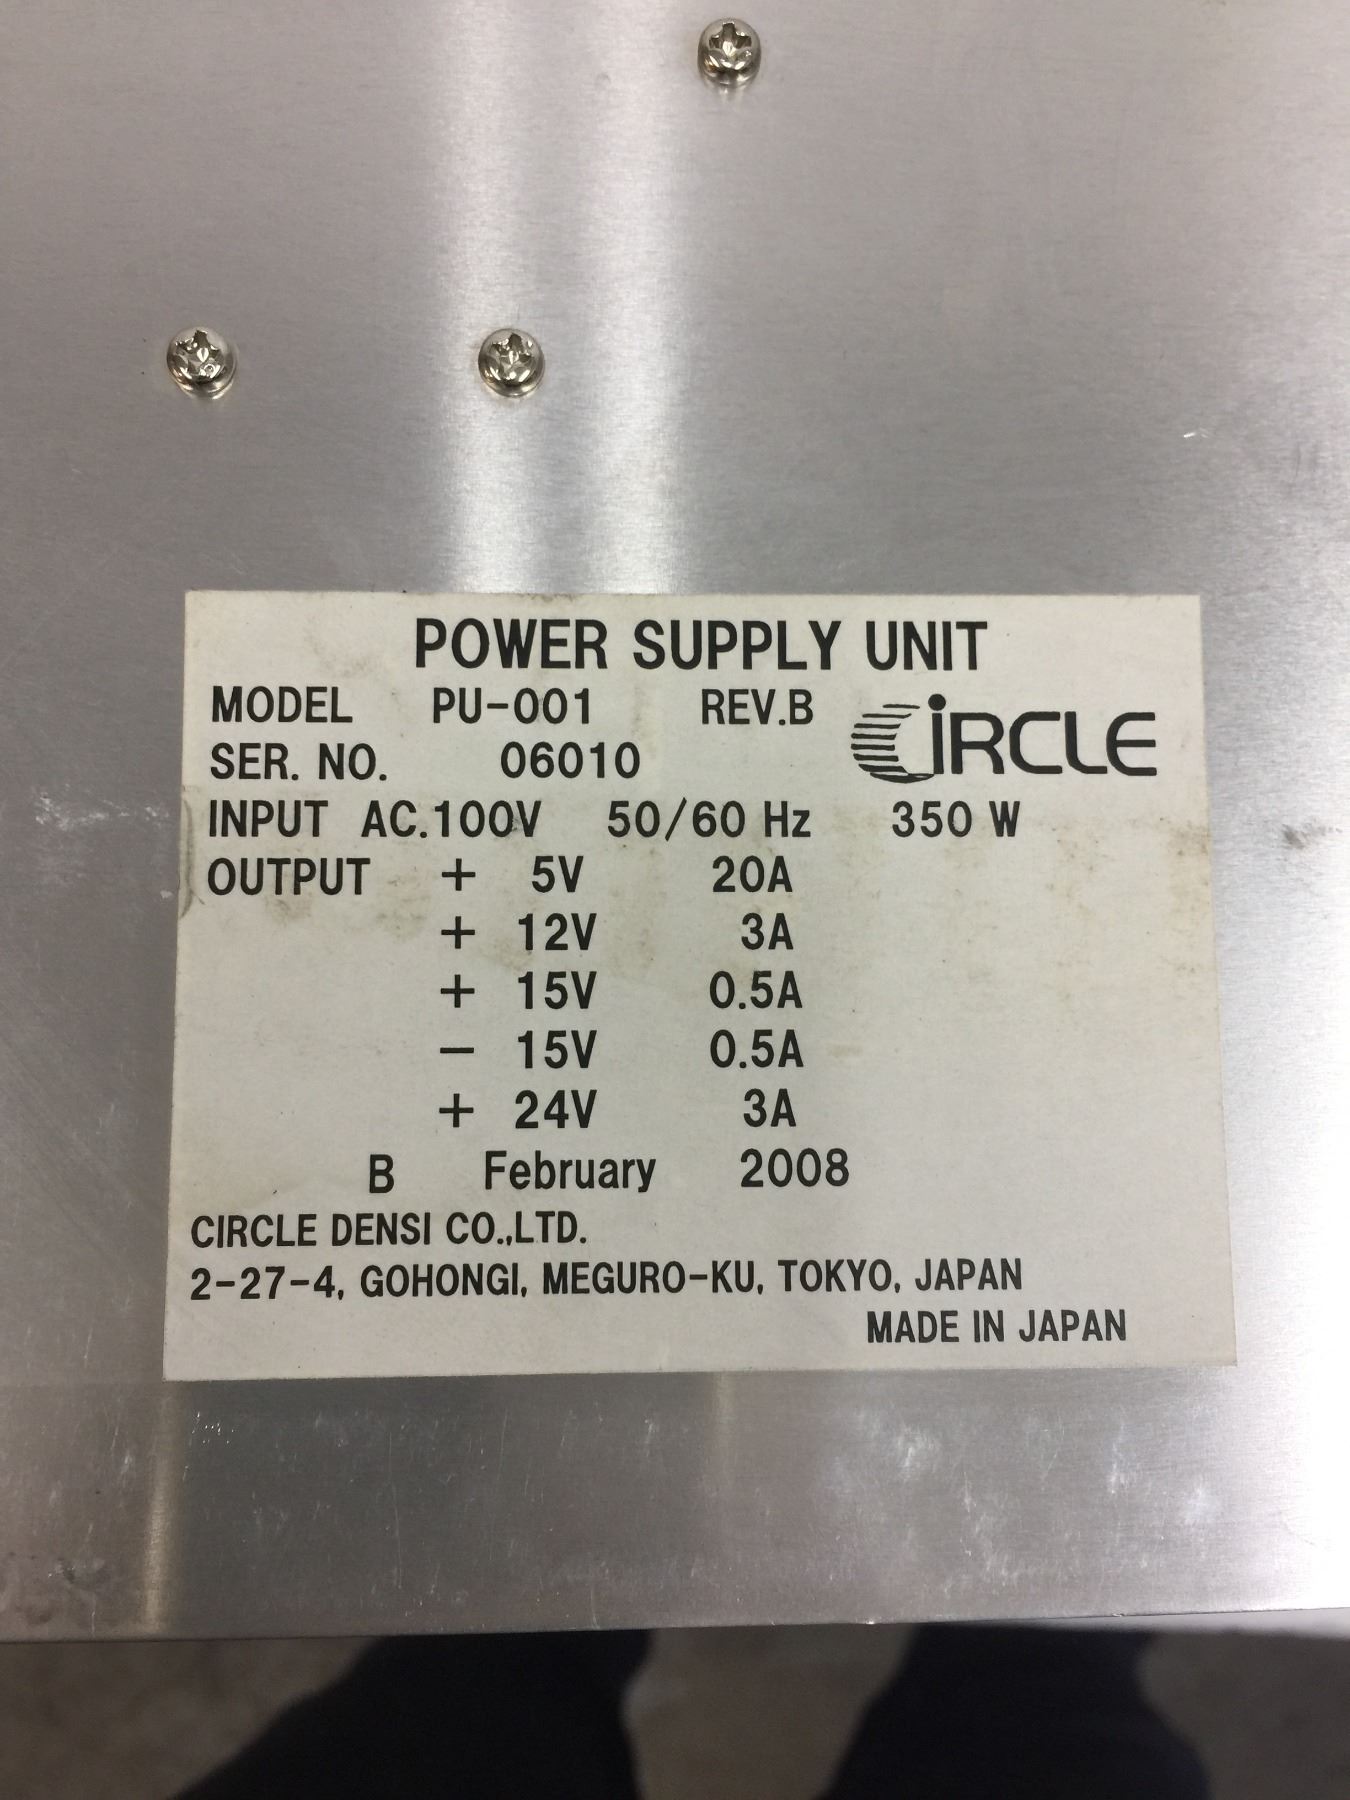 POWER SUPPLY UNIT
MODEL PU-001 REV.B CiRCLE
SER. NO. 06010
INPUT AC.100V 50/60 Hz 350 W
OUTPUT + 5V 20A
+ 12V 3A
+ 15V 0.5A
- 15V 0.5A
+ 24V 3A
B February 2008
CIRCLE DENSI CO.,LTD.
2-27-4, GOHONGI, MEGURO-KU, TOKYO, JAPAN
MADE IN JAPAN